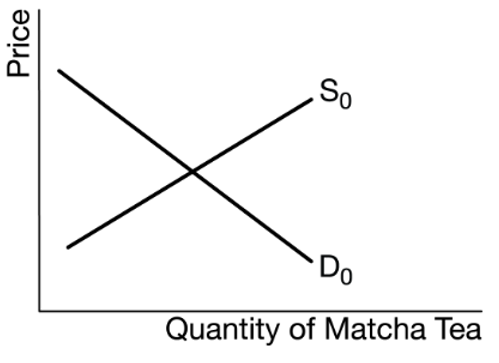 Price
S₀
D₀
Quantity of Matcha Tea